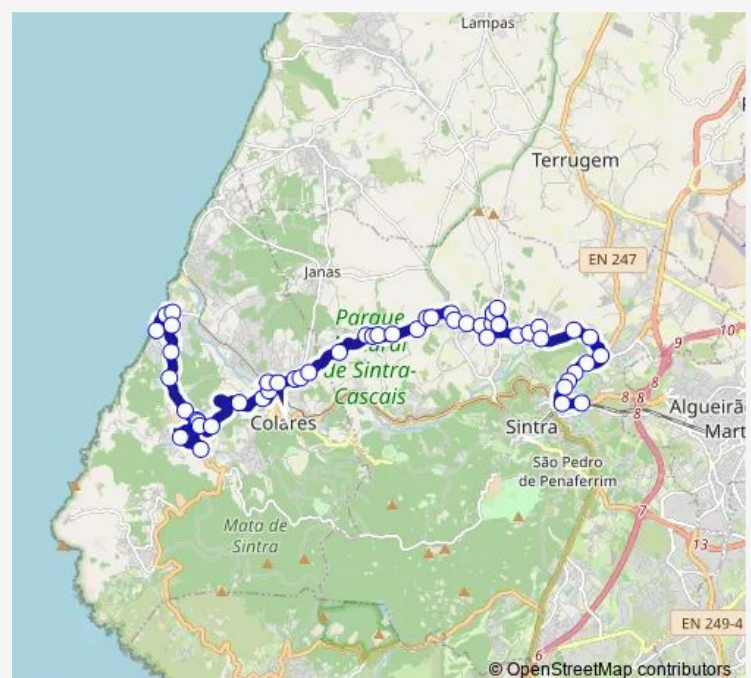 Lampas
Terrugem
EN 247
Janas
Parque
de Sintra-
Cascais
10
9
8
8
8
8
Colares
Sintra
Algueirã
Mart
São Pedro
de Penaferrim
7
Mata de
Sintra
13
EN 249-4
6
© OpenStreetMap contributors